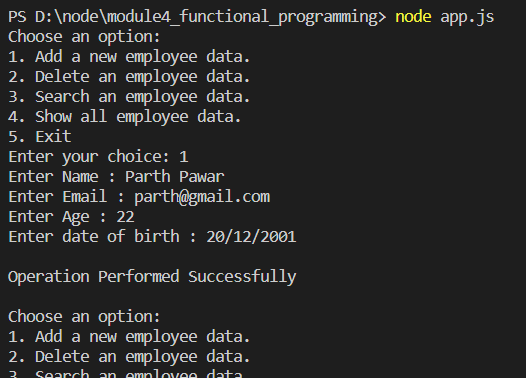 PS D:\node\module4_functional_programming> node app.js
Choose an option:
1. Add a new employee data.
2. Delete an employee data.
3. Search an employee data.
4. Show all employee data.
5. Exit
Enter your choice: 1
Enter Name : Parth Pawar
Enter Email : parth@gmail.com
Enter Age : 22
Enter date of birth : 20/12/2001
Operation Performed Successfully
Choose an option:
1. Add a new employee data.
2. Delete an employee data.
3. Search an employee data